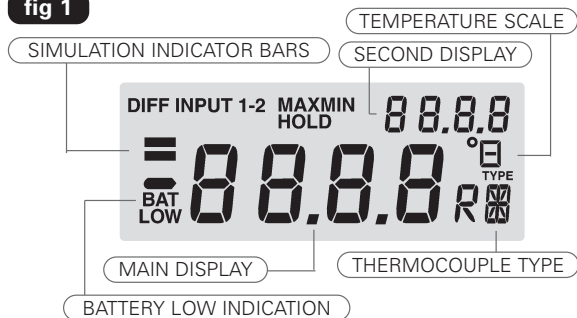 fig 1
TEMPERATURE SCALE
SIMULATION INDICATOR BARS
SECOND DISPLAY
DIFF INPUT 1-2 MAXMIN
HOLD
88.8.8
°8
TYPE
BAT
LOW
88.8.8
R
MAIN DISPLAY
THERMOCOUPLE TYPE
BATTERY LOW INDICATION